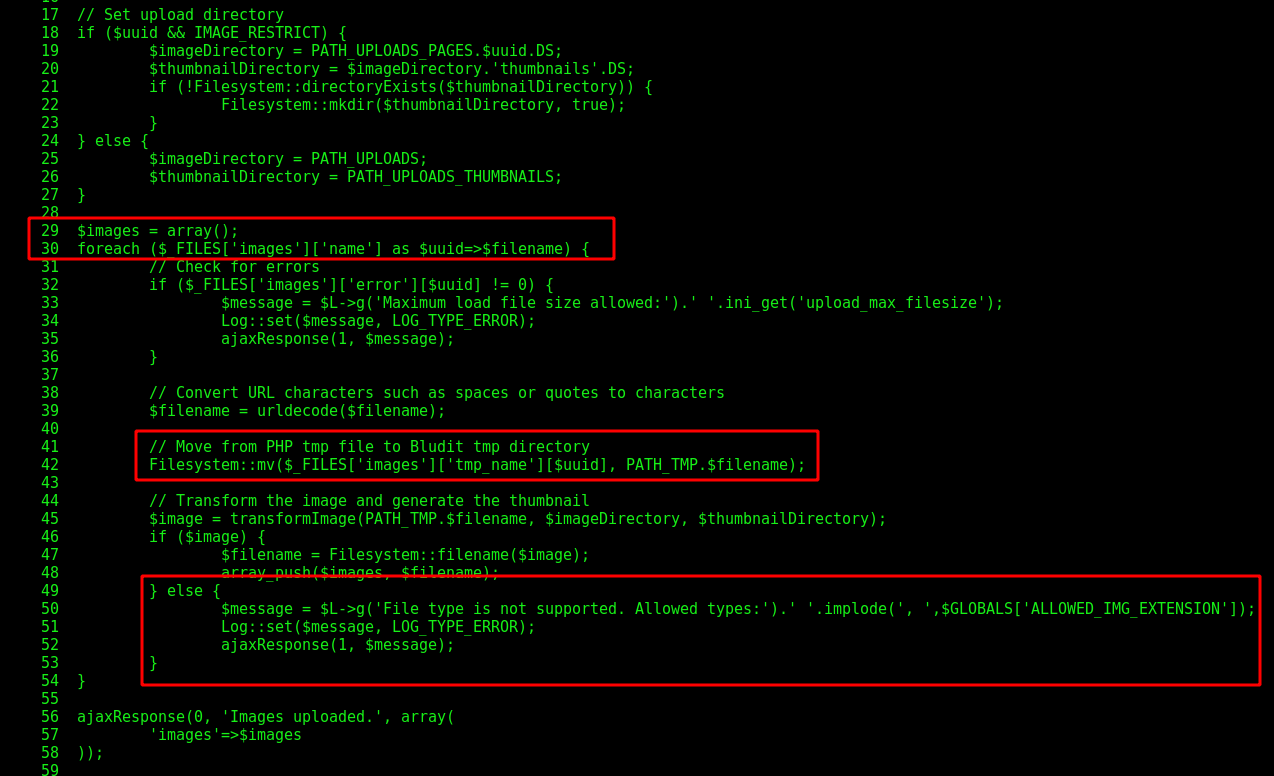 17 // Set upload directory
18 if ($uuid && IMAGE_RESTRICT) {
19         $imageDirectory = PATH_UPLOADS_PAGES.$uuid.DS;
20         $thumbnailDirectory = $imageDirectory.'thumbnails'.DS;
21         if (!Filesystem::directoryExists($thumbnailDirectory)) {
22                 Filesystem::mkdir($thumbnailDirectory, true);
23         }
24 } else {
25         $imageDirectory = PATH_UPLOADS;
26         $thumbnailDirectory = PATH_UPLOADS_THUMBNAILS;
27 }
28
29 $images = array();
30 foreach ($_FILES['images']['name'] as $uuid=>$filename) {
31         // Check for errors
32         if ($_FILES['images']['error'][$uuid] != 0) {
33                 $message = $L->g('Maximum load file size allowed:').' '.ini_get('upload_max_filesize');
34                 Log::set($message, LOG_TYPE_ERROR);
35                 ajaxResponse(1, $message);
36         }
37
38         // Convert URL characters such as spaces or quotes to characters
39         $filename = urldecode($filename);
40
41         // Move from PHP tmp file to Bludit tmp directory
42         Filesystem::mv($_FILES['images']['tmp_name'][$uuid], PATH_TMP.$filename);
43
44         // Transform the image and generate the thumbnail
45         $image = transformImage(PATH_TMP.$filename, $imageDirectory, $thumbnailDirectory);
46         if ($image) {
47                 $filename = Filesystem::filename($image);
48                 array_push($images, $filename);
49         } else {
50                 $message = $L->g('File type is not supported. Allowed types:').' '.implode(', ',$GLOBALS['ALLOWED_IMG_EXTENSION']);
51                 Log::set($message, LOG_TYPE_ERROR);
52                 ajaxResponse(1, $message);
53         }
54 }
55
56 ajaxResponse(0, 'Images uploaded.', array(
57         'images'=>$images
58 ));
59